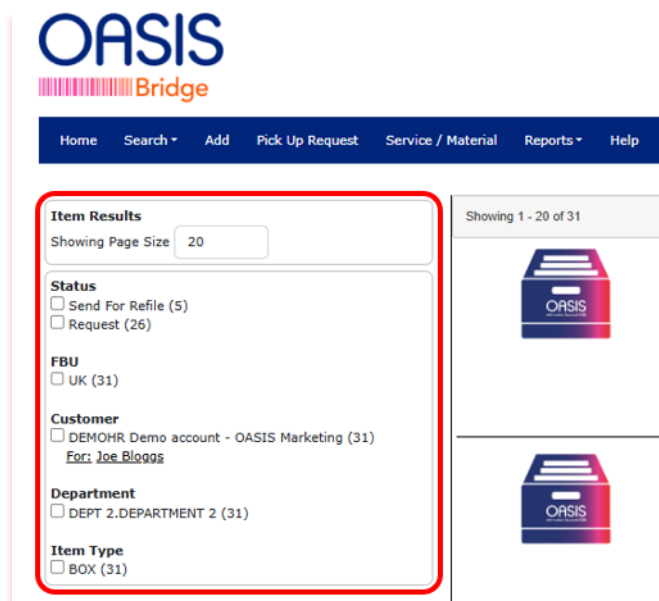 OASIS
Bridge
Home Search Add Pick Up Request Service / Material Reports Help
Item Results
Showing Page Size 20
Status
Send For Refile (5)
Request (26)
FBU
UK (31)
Customer
DEMOHR Demo account - OASIS Marketing (31)
For: Joe Bloggs
Department
DEPT 2.DEPARTMENT 2 (31)
Item Type
BOX (31)
Showing 1 - 20 of 31
OASIS
OASIS